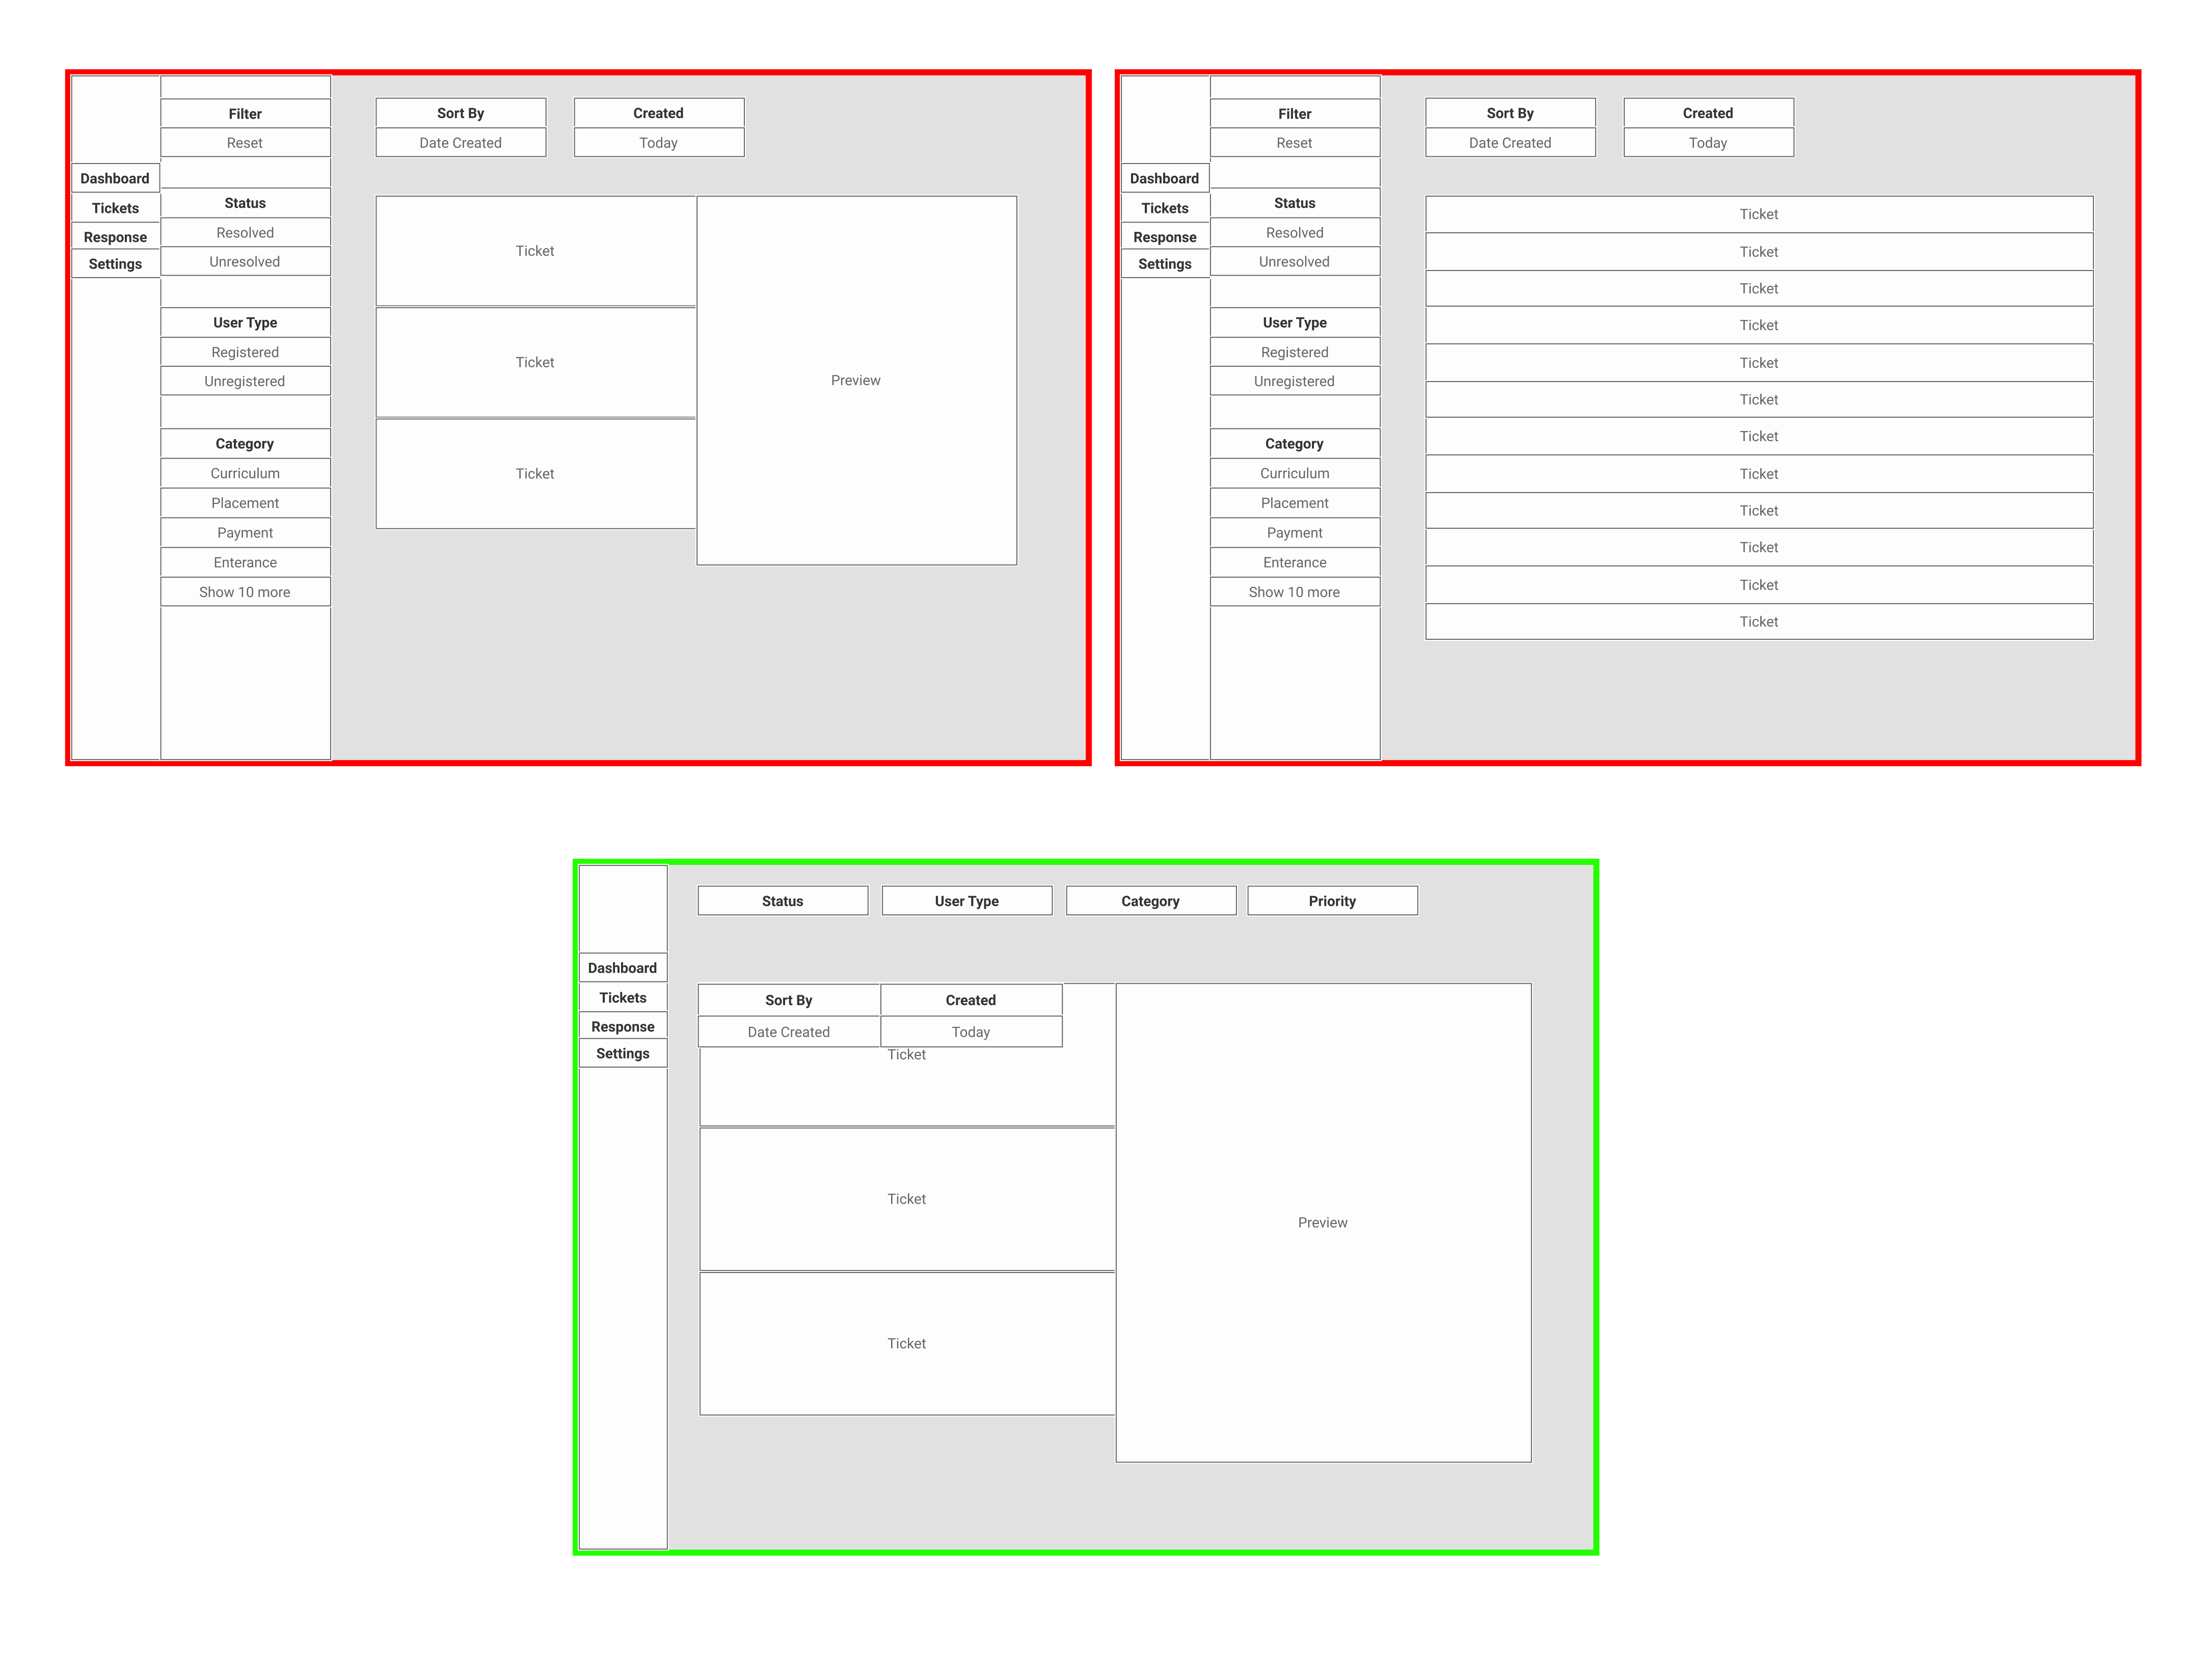 Filter
Reset
Dashboard
Tickets
Response
Settings
Status
Resolved
Unresolved
User Type
Registered
Unregistered
Category
Curriculum
Placement
Payment
Enterance
Show 10 more
Sort By
Date Created
Created
Today
Ticket
Ticket
Ticket
Preview
Filter
Reset
Dashboard
Tickets
Response
Settings
Status
Resolved
Unresolved
User Type
Registered
Unregistered
Category
Curriculum
Placement
Payment
Enterance
Show 10 more
Sort By
Date Created
Created
Today
Ticket
Ticket
Ticket
Ticket
Ticket
Ticket
Ticket
Ticket
Ticket
Ticket
Ticket
Ticket
Dashboard
Tickets
Response
Settings
Status
User Type
Category
Priority
Sort By
Date Created
Created
Today
Ticket
Ticket
Ticket
Preview